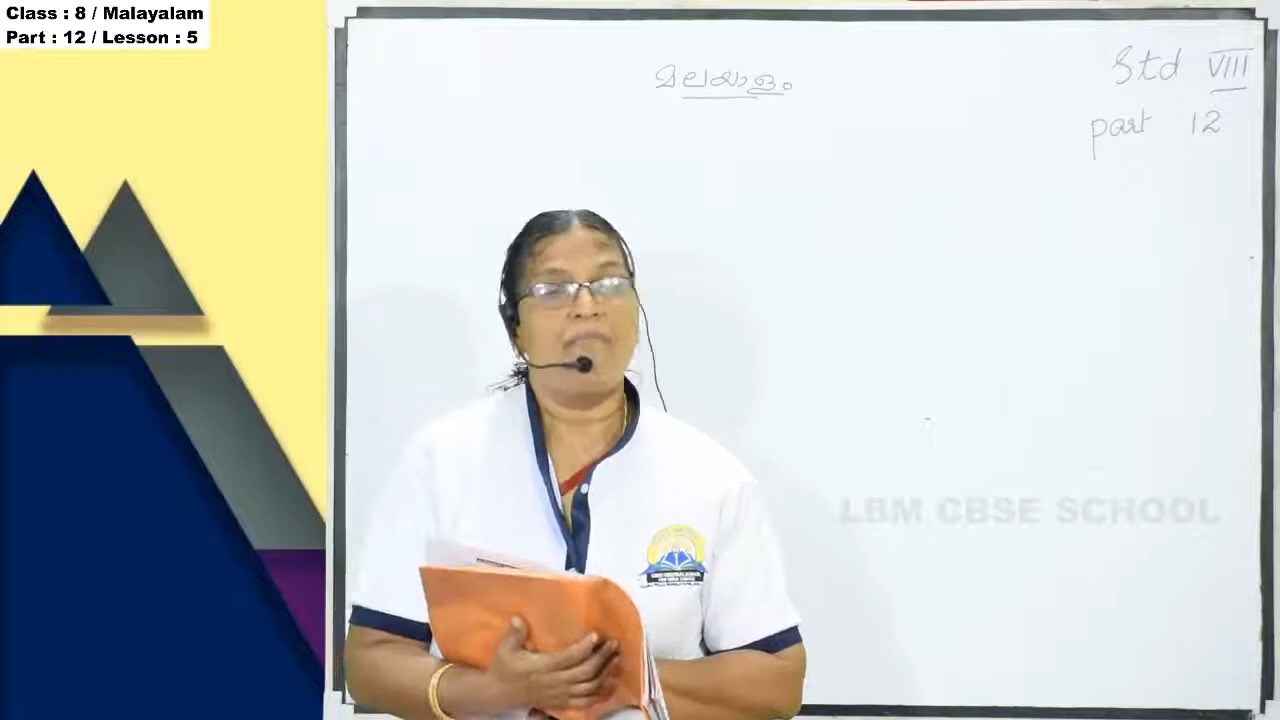 Class : 8 / Malayalam
Part : 12 / Lesson : 5
മലയാളം
Std VIII
part 12
LBM CBSE SCHOOL